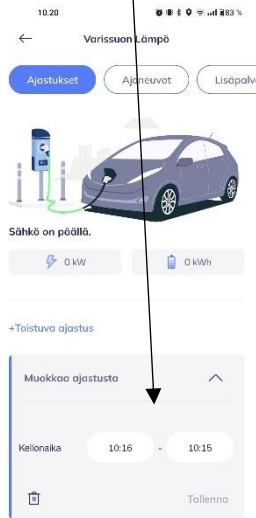 10.20
83 %
Varissuon Lämpö
Ajastukset Ajoneuvot Lisäpalv
Sähkö on päällä.
0 kW 0 kWh
+Toistuva ajastus
Muokkaa ajastusta
Kellonaika 10:16 - 10:15
Tallenna